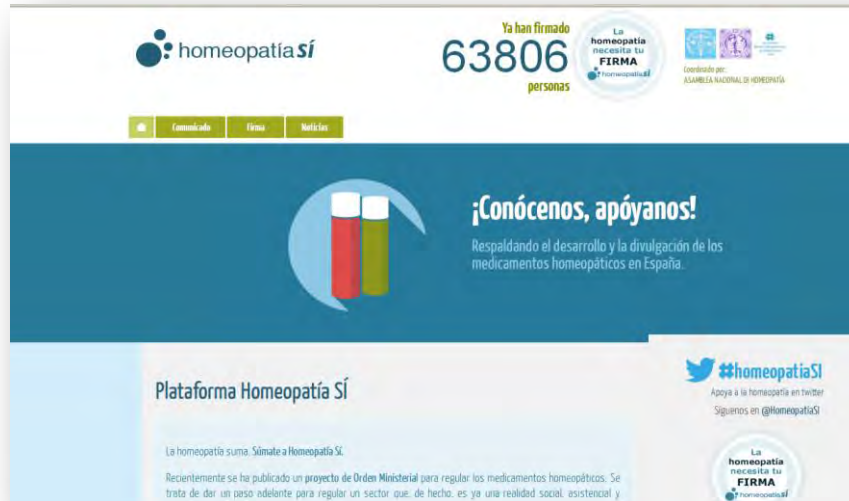 homeopatía sí
Ya han firmado
63806
personas
La
homeopatía
necesita tu
FIRMA
homeopatía sí
Coordinado por:
ASAMBLEA NACIONAL DE HOMEOPATÍA
Comunicado
Firma
Noticias
¡Conócenos, apóyanos!
Respaldando el desarrollo y la divulgación de los
medicamentos homeopáticos en España.
#homeopatiaSI
Apoya a la homeopatía en twitter
Síguenos en @HomeopatiaSI
Plataforma Homeopatía SÍ
La homeopatía suma. Súmate a Homeopatía Sí.
Recientemente se ha publicado un proyecto de Orden Ministerial para regular los medicamentos homeopáticos. Se
trata de dar un paso adelante para regular un sector que, de hecho, es ya una realidad social, asistencial y
La
homeopatía
necesita tu
FIRMA
homeopatía sí